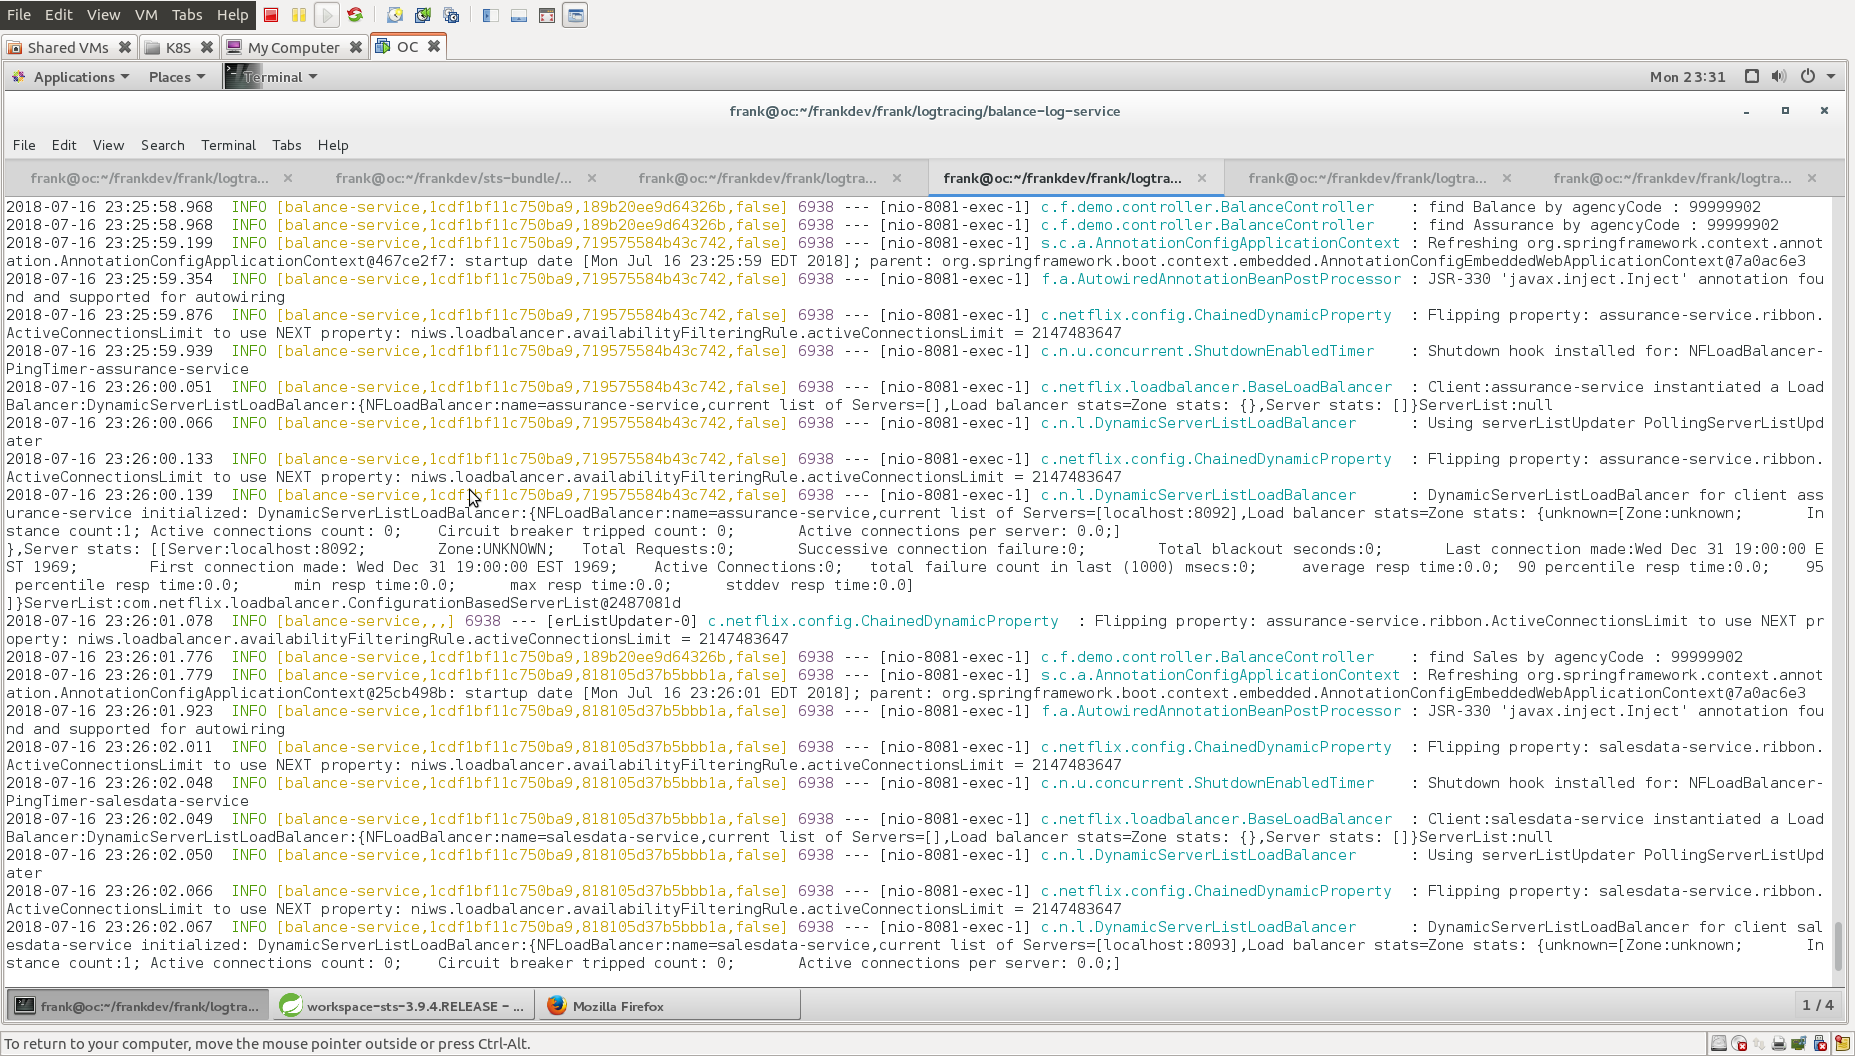 File Edit View VM Tabs Help
Shared VMs K8S My Computer OC
Applications Places Terminal Mon 23:31
frank@oc:~/frankdev/frank/logtracing/balance-log-service
File Edit View Search Terminal Tabs Help
frank@oc:~/frankdev/frank/logtra... frank@oc:~/frankdev/sts-bundle/... frank@oc:~/frankdev/frank/logtra... frank@oc:~/frankdev/frank/logtra... frank@oc:~/frankdev/frank/logtra... frank@oc:~/frankdev/frank/logtra...
2018-07-16 23:25:58.968  INFO [balance-service,1cdf1bf11c750ba9,189b20ee9d64326b,false] 6938 --- [nio-8081-exec-1] c.f.demo.controller.BalanceController    : find Balance by agencyCode : 99999902
2018-07-16 23:25:58.968  INFO [balance-service,1cdf1bf11c750ba9,189b20ee9d64326b,false] 6938 --- [nio-8081-exec-1] c.f.demo.controller.BalanceController    : find Assurance by agencyCode : 99999902
2018-07-16 23:25:59.199  INFO [balance-service,1cdf1bf11c750ba9,719575584b43c742,false] 6938 --- [nio-8081-exec-1] s.c.a.AnnotationConfigApplicationContext : Refreshing org.springframework.context.annot
ation.AnnotationConfigApplicationContext@467ce2f7: startup date [Mon Jul 16 23:25:59 EDT 2018]; parent: org.springframework.boot.context.embedded.AnnotationConfigEmbeddedWebApplicationContext@7a0ac6e3
2018-07-16 23:25:59.354  INFO [balance-service,1cdf1bf11c750ba9,719575584b43c742,false] 6938 --- [nio-8081-exec-1] f.a.AutowiredAnnotationBeanPostProcessor : JSR-330 'javax.inject.Inject' annotation fou
nd and supported for autowiring
2018-07-16 23:25:59.876  INFO [balance-service,1cdf1bf11c750ba9,719575584b43c742,false] 6938 --- [nio-8081-exec-1] c.netflix.config.ChainedDynamicProperty  : Flipping property: assurance-service.ribbon.
ActiveConnectionsLimit to use NEXT property: niws.loadbalancer.availabilityFilteringRule.activeConnectionsLimit = 2147483647
2018-07-16 23:25:59.939  INFO [balance-service,1cdf1bf11c750ba9,719575584b43c742,false] 6938 --- [nio-8081-exec-1] c.n.u.concurrent.ShutdownEnabledTimer    : Shutdown hook installed for: NFLoadBalancer-
PingTimer-assurance-service
2018-07-16 23:26:00.051  INFO [balance-service,1cdf1bf11c750ba9,719575584b43c742,false] 6938 --- [nio-8081-exec-1] c.netflix.loadbalancer.BaseLoadBalancer  : Client:assurance-service instantiated a Load
Balancer:DynamicServerListLoadBalancer:{NFLoadBalancer:name=assurance-service,current list of Servers=[],Load balancer stats=Zone stats: {},Server stats: []}ServerList:null
2018-07-16 23:26:00.066  INFO [balance-service,1cdf1bf11c750ba9,719575584b43c742,false] 6938 --- [nio-8081-exec-1] c.n.l.DynamicServerListLoadBalancer      : Using serverListUpdater PollingServerListUpd
ater
2018-07-16 23:26:00.133  INFO [balance-service,1cdf1bf11c750ba9,719575584b43c742,false] 6938 --- [nio-8081-exec-1] c.netflix.config.ChainedDynamicProperty  : Flipping property: assurance-service.ribbon.
ActiveConnectionsLimit to use NEXT property: niws.loadbalancer.availabilityFilteringRule.activeConnectionsLimit = 2147483647
2018-07-16 23:26:00.139  INFO [balance-service,1cdf1bf11c750ba9,719575584b43c742,false] 6938 --- [nio-8081-exec-1] c.n.l.DynamicServerListLoadBalancer      : DynamicServerListLoadBalancer for client ass
urance-service initialized: DynamicServerListLoadBalancer:{NFLoadBalancer:name=assurance-service,current list of Servers=[localhost:8092],Load balancer stats=Zone stats: {unknown=[Zone:unknown;       In
stance count:1; Active connections count: 0;    Circuit breaker tripped count: 0;       Active connections per server: 0.0;]
},Server stats: [[Server:localhost:8092;        Zone:UNKNOWN;   Total Requests:0;       Successive connection failure:0;        Total blackout seconds:0;       Last connection made:Wed Dec 31 19:00:00 E
ST 1969;        First connection made: Wed Dec 31 19:00:00 EST 1969;    Active Connections:0;   total failure count in last (1000) msecs:0;     average resp time:0.0;  90 percentile resp time:0.0;    95
 percentile resp time:0.0;      min resp time:0.0;      max resp time:0.0;      stddev resp time:0.0]
]}ServerList:com.netflix.loadbalancer.ConfigurationBasedServerList@2487081d
2018-07-16 23:26:01.078  INFO [balance-service,,,] 6938 --- [erListUpdater-0] c.netflix.config.ChainedDynamicProperty  : Flipping property: assurance-service.ribbon.ActiveConnectionsLimit to use NEXT pr
operty: niws.loadbalancer.availabilityFilteringRule.activeConnectionsLimit = 2147483647
2018-07-16 23:26:01.776  INFO [balance-service,1cdf1bf11c750ba9,189b20ee9d64326b,false] 6938 --- [nio-8081-exec-1] c.f.demo.controller.BalanceController    : find Sales by agencyCode : 99999902
2018-07-16 23:26:01.779  INFO [balance-service,1cdf1bf11c750ba9,818105d37b5bbb1a,false] 6938 --- [nio-8081-exec-1] s.c.a.AnnotationConfigApplicationContext : Refreshing org.springframework.context.annot
ation.AnnotationConfigApplicationContext@25cb498b: startup date [Mon Jul 16 23:26:01 EDT 2018]; parent: org.springframework.boot.context.embedded.AnnotationConfigEmbeddedWebApplicationContext@7a0ac6e3
2018-07-16 23:26:01.923  INFO [balance-service,1cdf1bf11c750ba9,818105d37b5bbb1a,false] 6938 --- [nio-8081-exec-1] f.a.AutowiredAnnotationBeanPostProcessor : JSR-330 'javax.inject.Inject' annotation fou
nd and supported for autowiring
2018-07-16 23:26:02.011  INFO [balance-service,1cdf1bf11c750ba9,818105d37b5bbb1a,false] 6938 --- [nio-8081-exec-1] c.netflix.config.ChainedDynamicProperty  : Flipping property: salesdata-service.ribbon.
ActiveConnectionsLimit to use NEXT property: niws.loadbalancer.availabilityFilteringRule.activeConnectionsLimit = 2147483647
2018-07-16 23:26:02.048  INFO [balance-service,1cdf1bf11c750ba9,818105d37b5bbb1a,false] 6938 --- [nio-8081-exec-1] c.n.u.concurrent.ShutdownEnabledTimer    : Shutdown hook installed for: NFLoadBalancer-
PingTimer-salesdata-service
2018-07-16 23:26:02.049  INFO [balance-service,1cdf1bf11c750ba9,818105d37b5bbb1a,false] 6938 --- [nio-8081-exec-1] c.netflix.loadbalancer.BaseLoadBalancer  : Client:salesdata-service instantiated a Load
Balancer:DynamicServerListLoadBalancer:{NFLoadBalancer:name=salesdata-service,current list of Servers=[],Load balancer stats=Zone stats: {},Server stats: []}ServerList:null
2018-07-16 23:26:02.050  INFO [balance-service,1cdf1bf11c750ba9,818105d37b5bbb1a,false] 6938 --- [nio-8081-exec-1] c.n.l.DynamicServerListLoadBalancer      : Using serverListUpdater PollingServerListUpd
ater
2018-07-16 23:26:02.066  INFO [balance-service,1cdf1bf11c750ba9,818105d37b5bbb1a,false] 6938 --- [nio-8081-exec-1] c.netflix.config.ChainedDynamicProperty  : Flipping property: salesdata-service.ribbon.
ActiveConnectionsLimit to use NEXT property: niws.loadbalancer.availabilityFilteringRule.activeConnectionsLimit = 2147483647
2018-07-16 23:26:02.067  INFO [balance-service,1cdf1bf11c750ba9,818105d37b5bbb1a,false] 6938 --- [nio-8081-exec-1] c.n.l.DynamicServerListLoadBalancer      : DynamicServerListLoadBalancer for client sal
esdata-service initialized: DynamicServerListLoadBalancer:{NFLoadBalancer:name=salesdata-service,current list of Servers=[localhost:8093],Load balancer stats=Zone stats: {unknown=[Zone:unknown;       In
stance count:1; Active connections count: 0;    Circuit breaker tripped count: 0;       Active connections per server: 0.0;]
frank@oc:~/frankdev/frank/logtra... workspace-sts-3.9.4.RELEASE - ... Mozilla Firefox 1 / 4
To return to your computer, move the mouse pointer outside or press Ctrl-Alt.